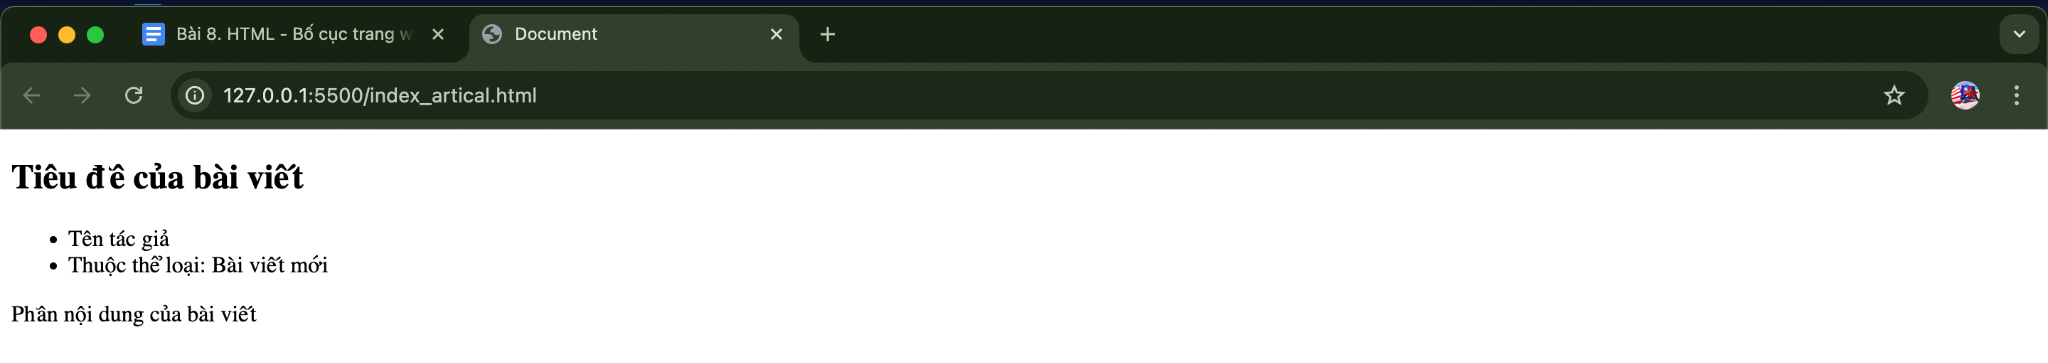 Bài 8. HTML - Bố cục trang w
Document
127.0.0.1:5500/index_artical.html
Tiêu đề của bài viết
• Tên tác giả
• Thuộc thể loại: Bài viết mới
Phần nội dung của bài viết